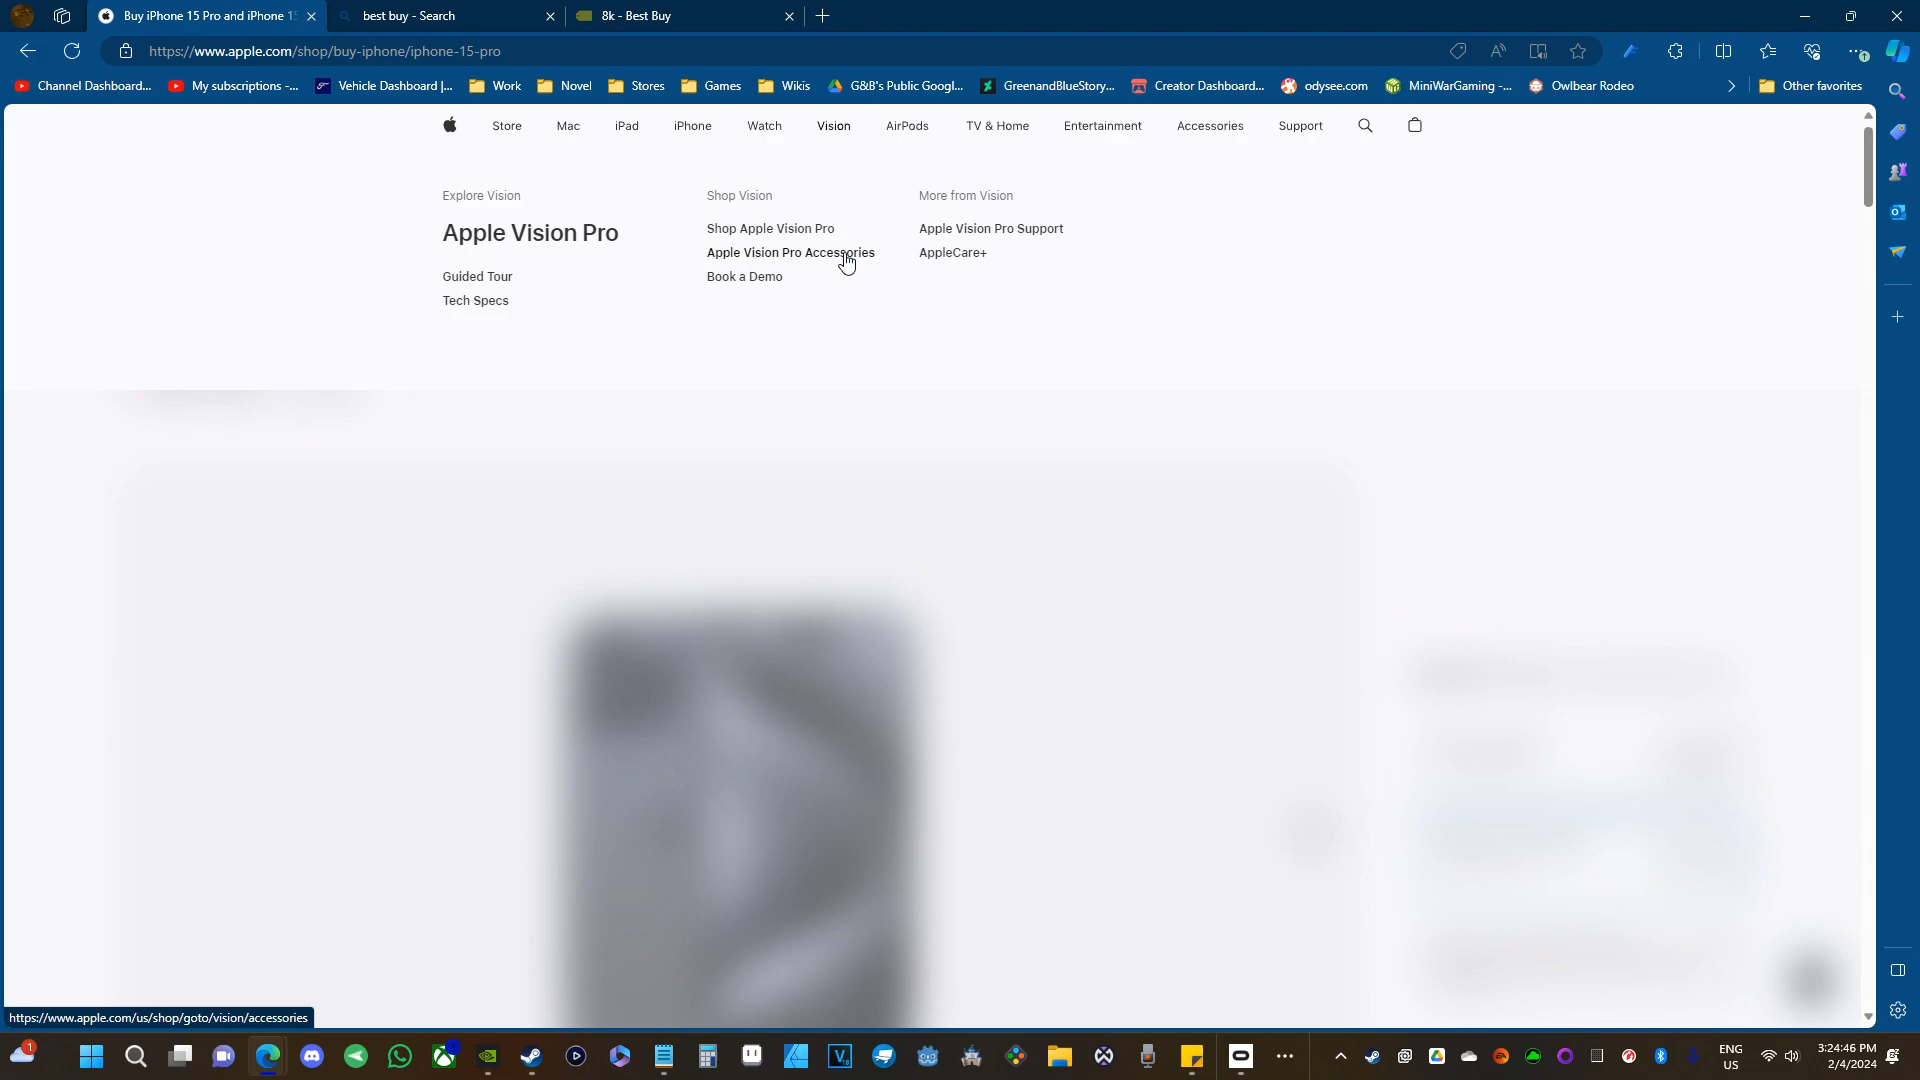 Buy iPhone 15 Pro and iPhone 15
best buy - Search
8k - Best Buy
https://www.apple.com/shop/buy-iphone/iphone-15-pro
Channel Dashboard...
My subscriptions -...
Vehicle Dashboard |...
Work
Novel
Stores
Games
Wikis
G&B's Public Googl...
GreenandBlueStory...
Creator Dashboard...
odysee.com
MiniWarGaming -...
Owlbear Rodeo
Other favorites
Store
Mac
iPad
iPhone
Watch
Vision
AirPods
TV & Home
Entertainment
Accessories
Support
Explore Vision
Apple Vision Pro
Guided Tour
Tech Specs
Shop Vision
Shop Apple Vision Pro
Apple Vision Pro Accessories
Book a Demo
More from Vision
Apple Vision Pro Support
AppleCare+
https://www.apple.com/us/shop/goto/vision/accessories
1
ENG
US
3:24:46 PM
2/4/2024